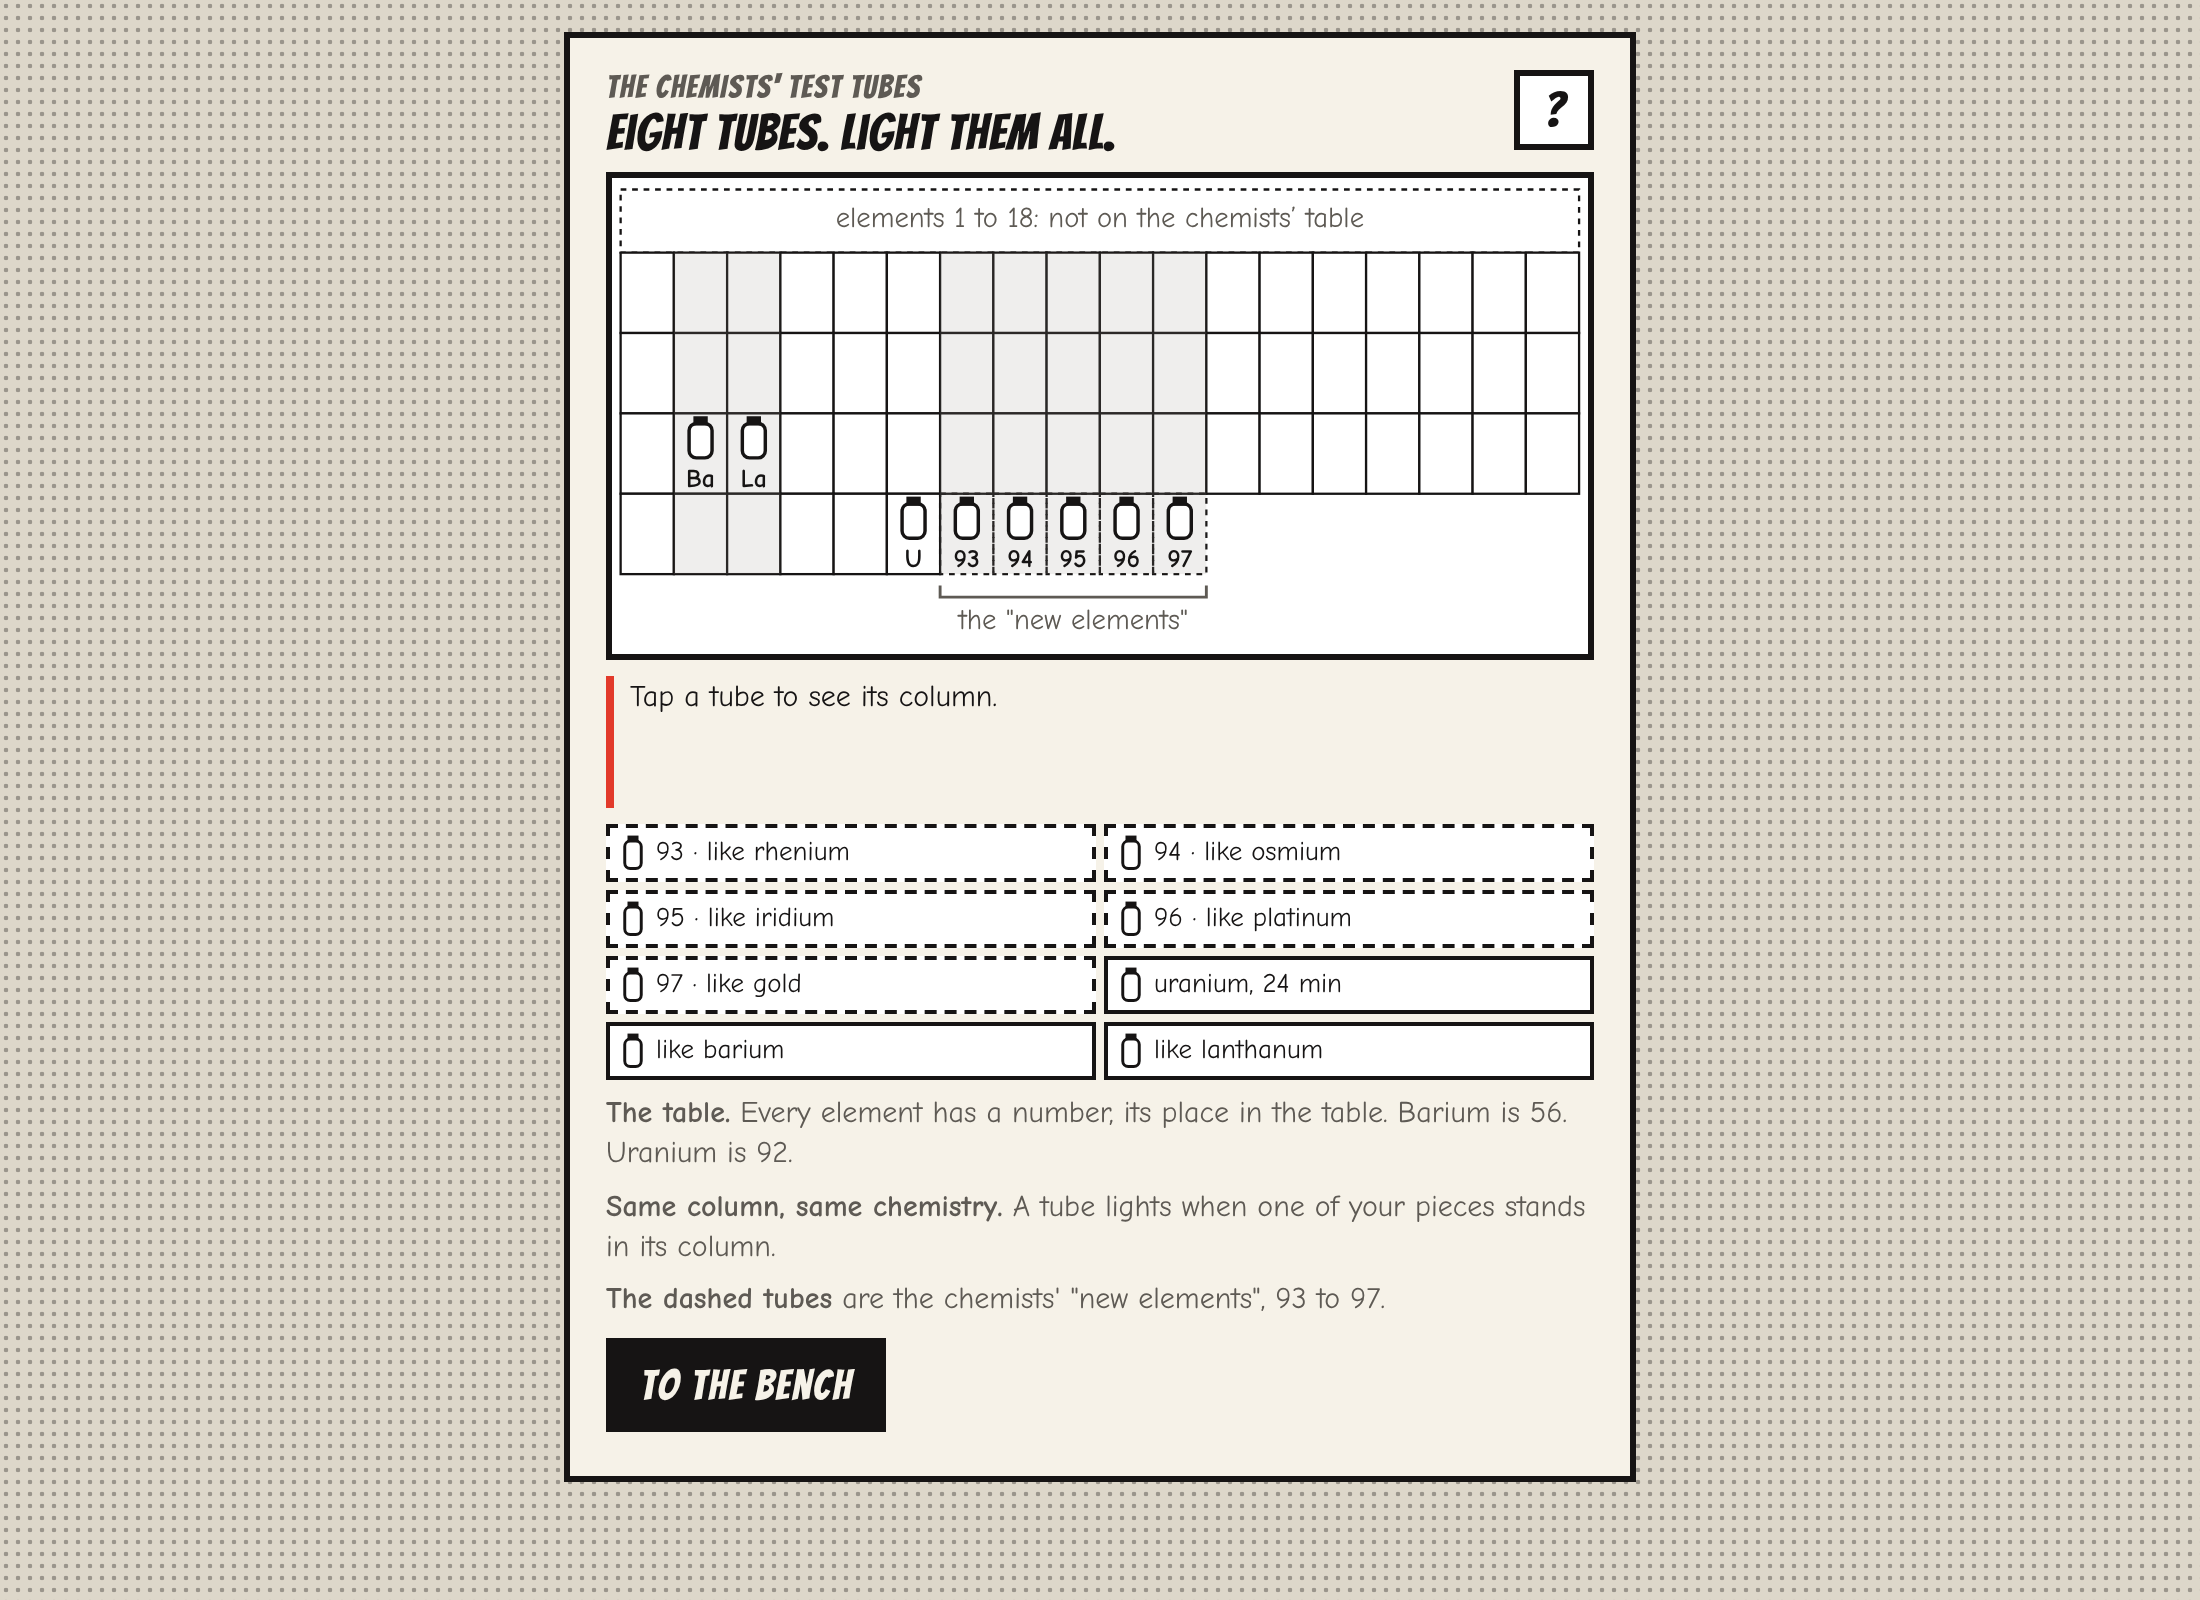 THE CHEMISTS' TEST TUBES
EIGHT TUBES. LIGHT THEM ALL.
?
elements 1 to 18: not on the chemists' table
Ba La
U 93 94 95 96 97
the "new elements"
Tap a tube to see its column.
93 · like rhenium
94 · like osmium
95 · like iridium
96 · like platinum
97 · like gold
uranium, 24 min
like barium
like lanthanum
The table. Every element has a number, its place in the table. Barium is 56.
Uranium is 92.
Same column, same chemistry. A tube lights when one of your pieces stands
in its column.
The dashed tubes are the chemists' "new elements", 93 to 97.
TO THE BENCH